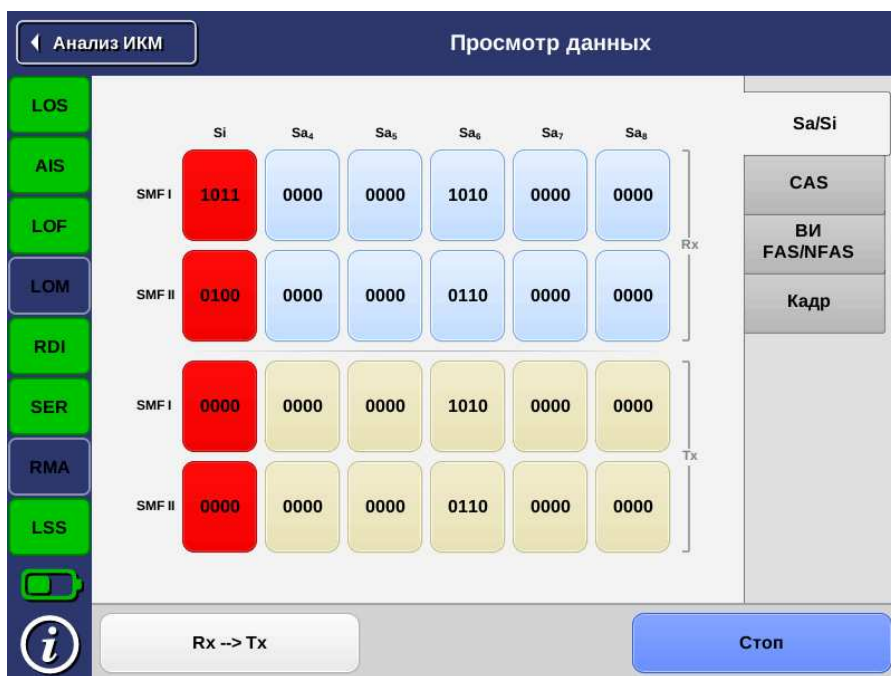 Анализ ИКМ
Просмотр данных
LOS
AIS
LOF
LOM
RDI
SER
RMA
LSS
Si Sa₄ Sa₅ Sa₆ Sa₇ Sa₈
SMF I 1011 0000 0000 1010 0000 0000
Rx
SMF II 0100 0000 0000 0110 0000 0000
SMF I 0000 0000 0000 1010 0000 0000
Tx
SMF II 0000 0000 0000 0110 0000 0000
Sa/Si
CAS
ВИ
FAS/NFAS
Кадр
i
Rx --> Tx
Стоп